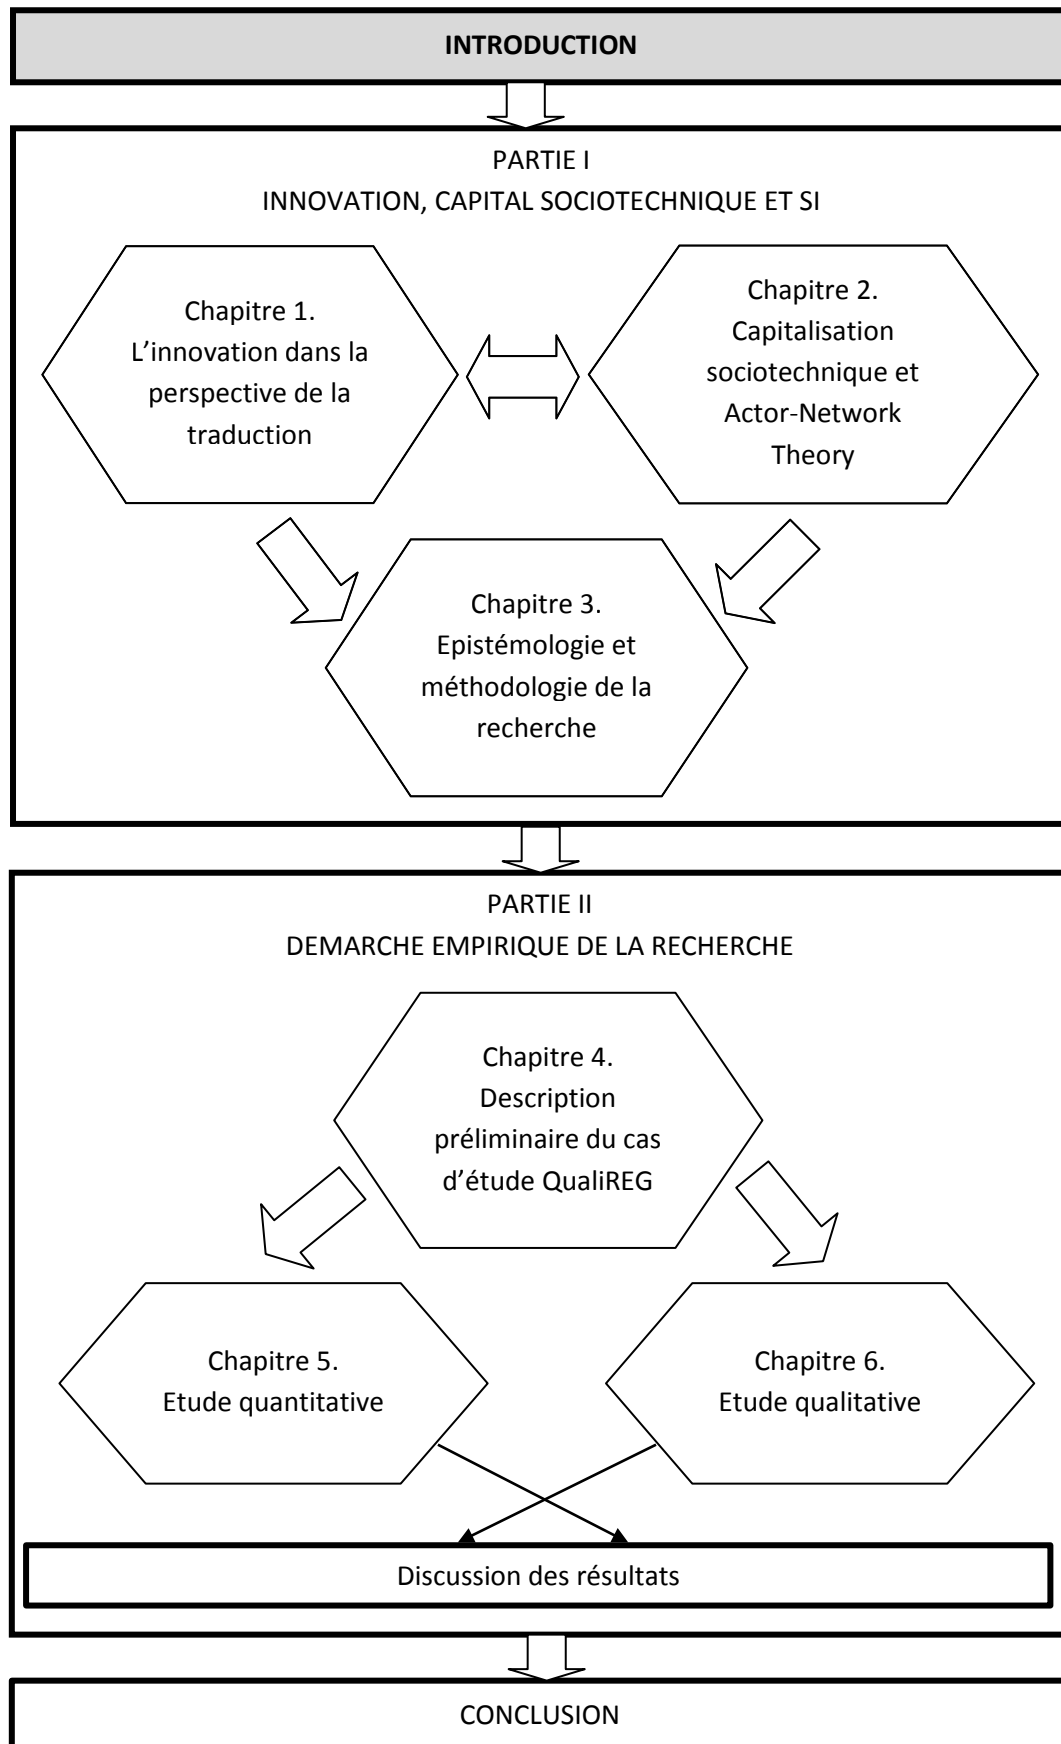 INTRODUCTION
PARTIE I
INNOVATION, CAPITAL SOCIOTECHNIQUE ET SI
Chapitre 1.
L’innovation dans la
perspective de la
traduction
Chapitre 2.
Capitalisation
sociotechnique et
Actor-Network
Theory
Chapitre 3.
Epistémologie et
méthodologie de la
recherche
PARTIE II
DEMARCHE EMPIRIQUE DE LA RECHERCHE
Chapitre 4.
Description
préliminaire du cas
d’étude QualiREG
Chapitre 5.
Etude quantitative
Chapitre 6.
Etude qualitative
Discussion des résultats
CONCLUSION